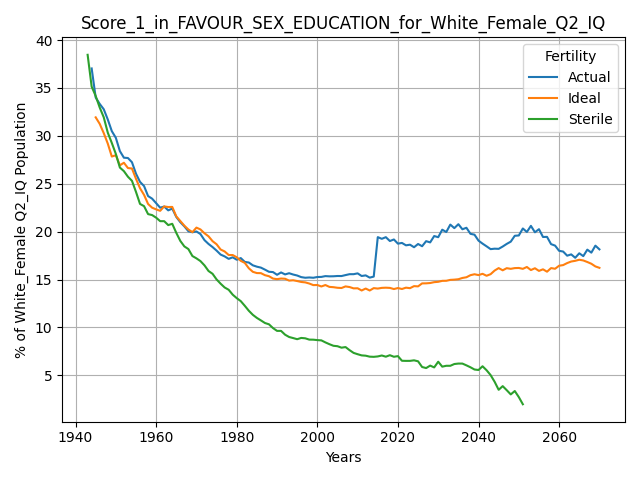 Score_1_in_FAVOUR_SEX_EDUCATION_for_White_Female_Q2_IQ
Fertility
Actual
Ideal
Sterile
% of White_Female Q2_IQ Population
40
35
30
25
20
15
10
5
1940 1960 1980 2000 2020 2040 2060
Years